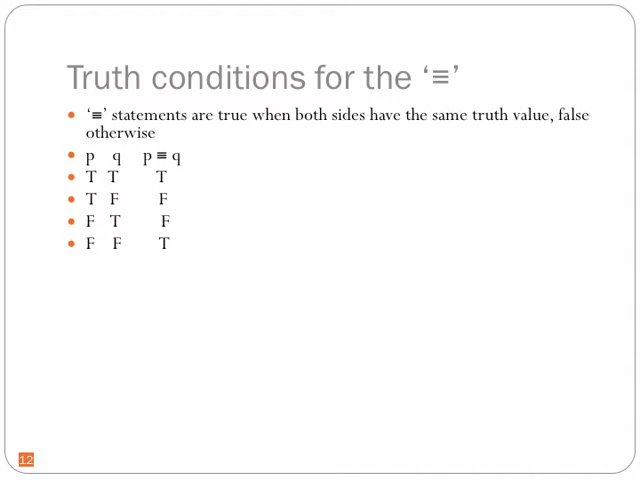 Truth conditions for the ‘≡’
• ‘≡’ statements are true when both sides have the same truth value, false
otherwise
• p q p ≡ q
• T T T
• T F F
• F T F
• F F T
12